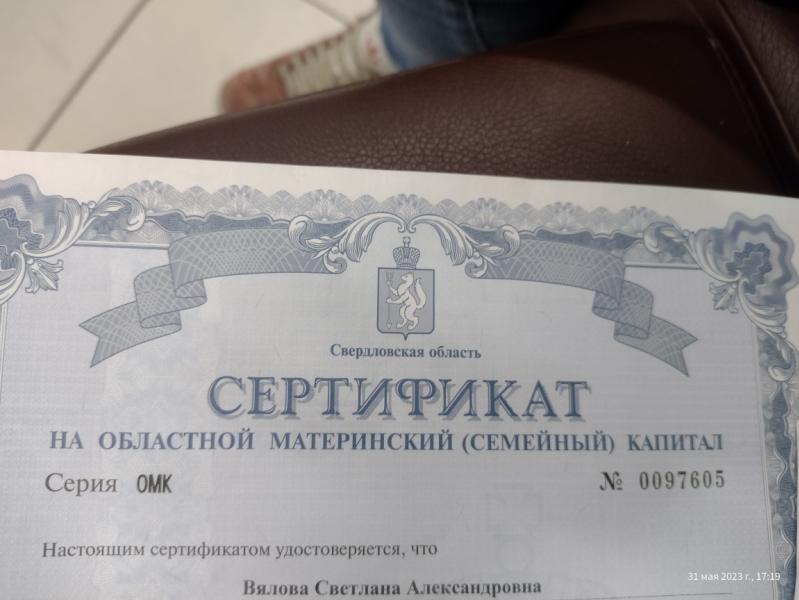 Свердловская область
СЕРТИФИКАТ
НА ОБЛАСТНОЙ МАТЕРИНСКИЙ (СЕМЕЙНЫЙ) КАПИТАЛ
Серия ОМК № 0097605
Настоящим сертификатом удостоверяется, что
Вялова Светлана Александровна
31 мая 2023 г., 17:19